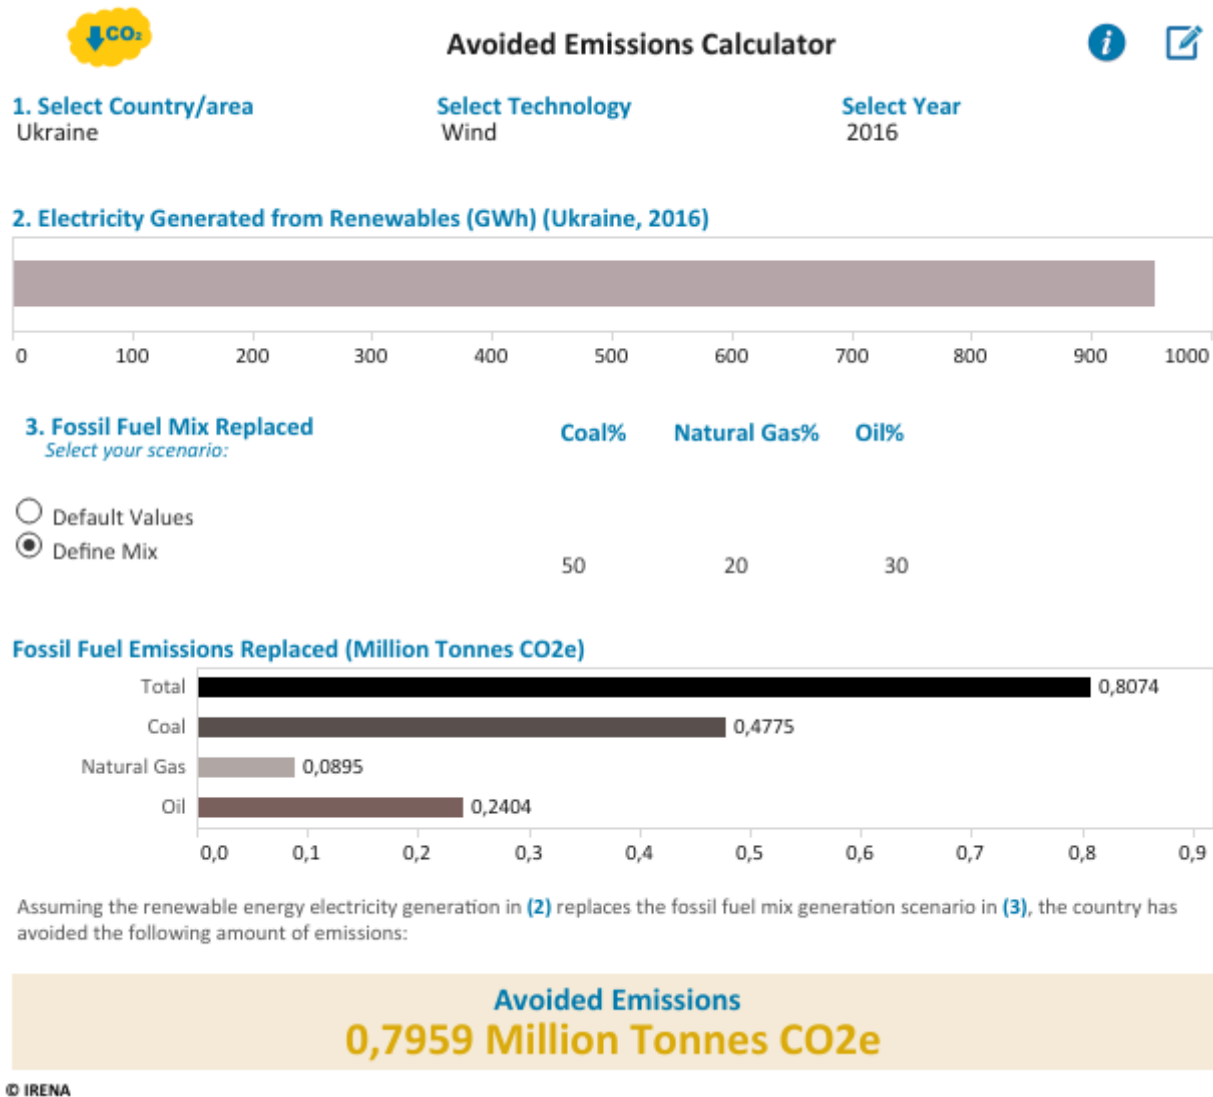 CO₂
Avoided Emissions Calculator
i
1. Select Country/area Select Technology Select Year
Ukraine Wind 2016
2. Electricity Generated from Renewables (GWh) (Ukraine, 2016)
0 100 200 300 400 500 600 700 800 900 1000
3. Fossil Fuel Mix Replaced Coal% Natural Gas% Oil%
Select your scenario:
Default Values
Define Mix
50 20 30
Fossil Fuel Emissions Replaced (Million Tonnes CO2e)
Total 0,8074
Coal 0,4775
Natural Gas 0,0895
Oil 0,2404
0,0 0,1 0,2 0,3 0,4 0,5 0,6 0,7 0,8 0,9
Assuming the renewable energy electricity generation in (2) replaces the fossil fuel mix generation scenario in (3), the country has
avoided the following amount of emissions:
Avoided Emissions
0,7959 Million Tonnes CO2e
© IRENA